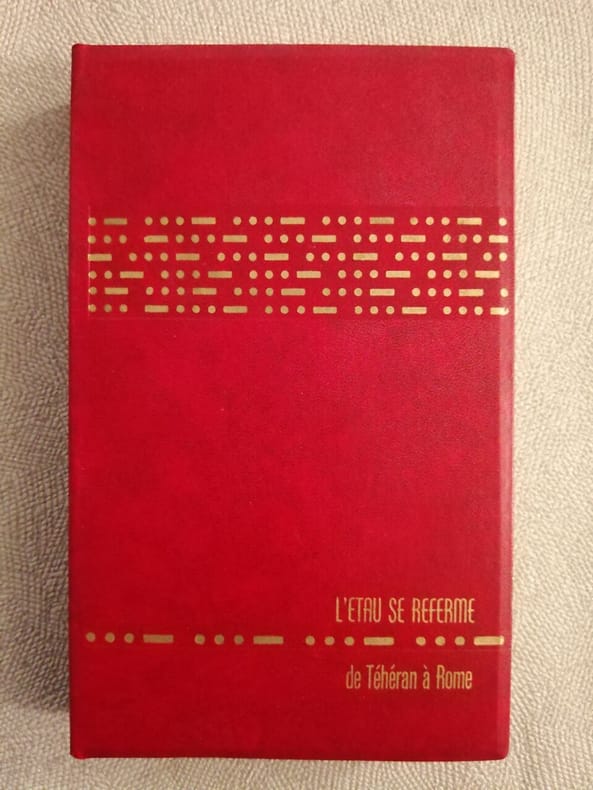 L'ETAU SE REFERME
de Téhéran à Rome